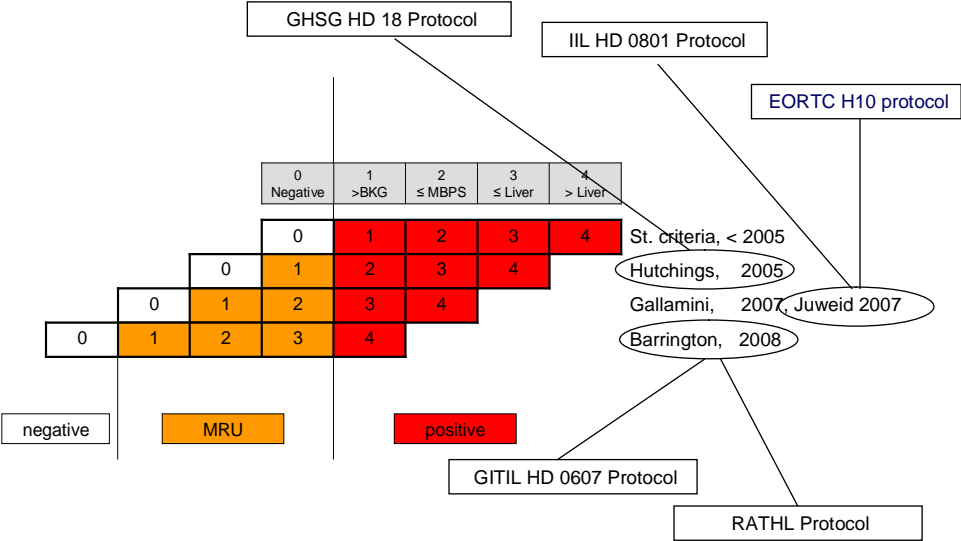 GHSG HD 18 Protocol
IIL HD 0801 Protocol
EORTC H10 protocol
0 1 2 3 4
Negative >BKG ≤ MBPS ≤ Liver > Liver
0 1 2 3 4 St. criteria, < 2005
0 1 2 3 4 Hutchings, 2005
0 1 2 3 4 Gallamini, 2007, Juweid 2007
0 1 2 3 4 Barrington, 2008
negative MRU positive
GITIL HD 0607 Protocol
RATHL Protocol